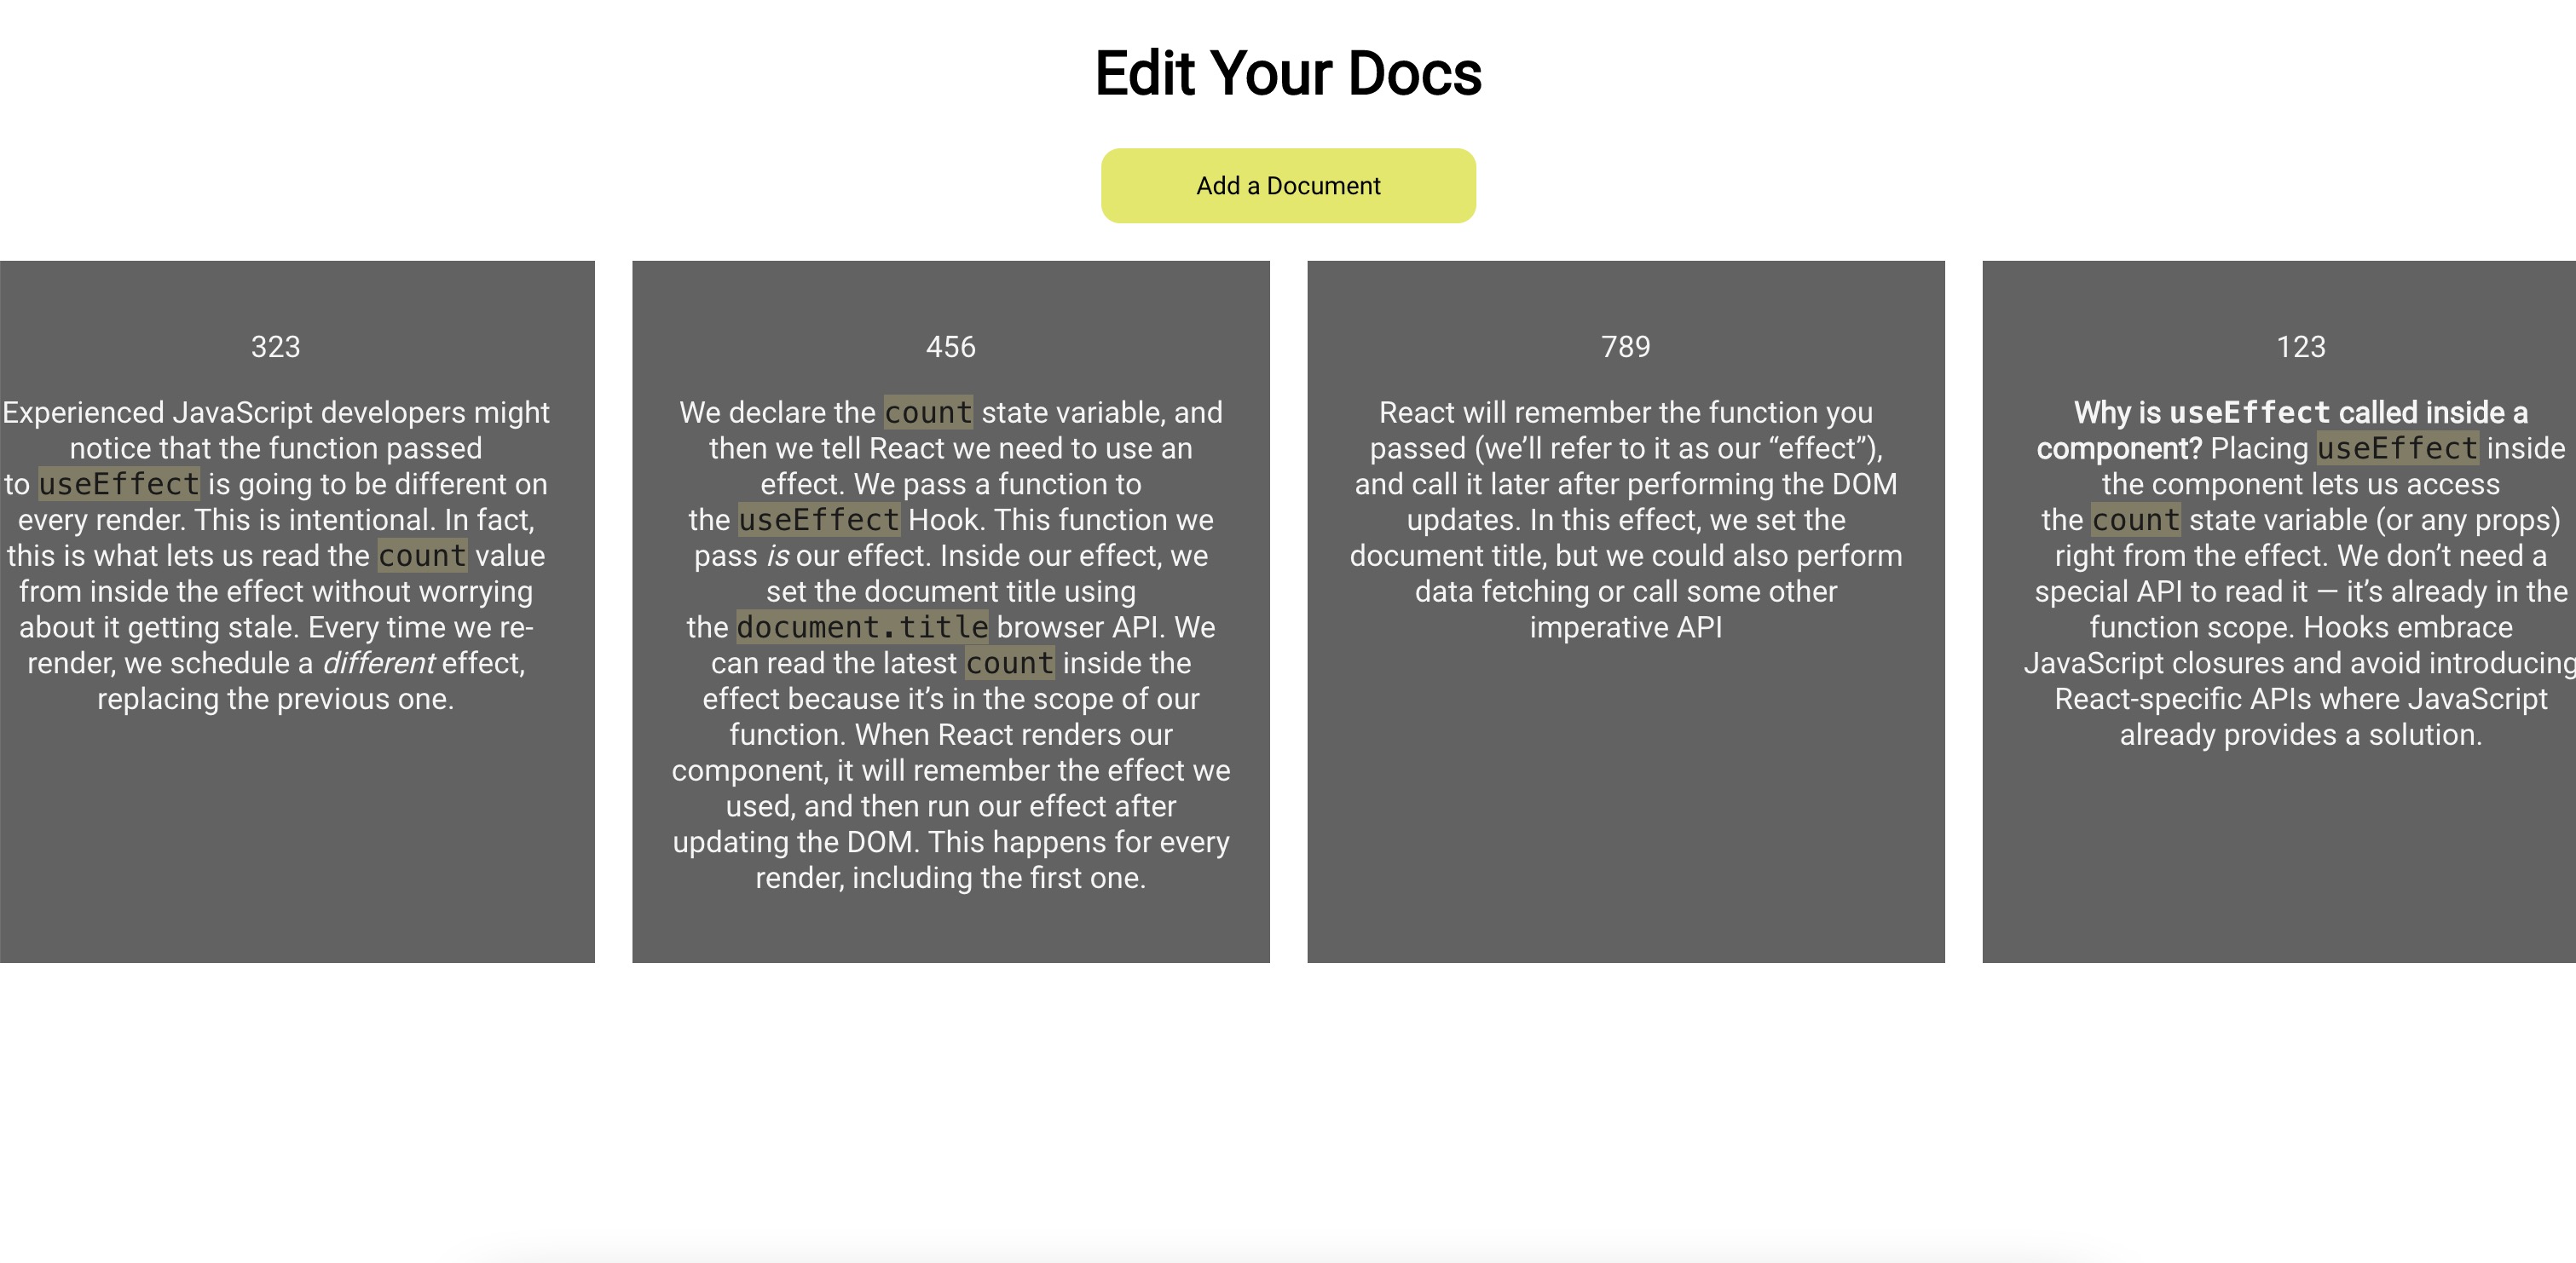 Edit Your Docs
Add a Document
323
Experienced JavaScript developers might
notice that the function passed
to useEffect is going to be different on
every render. This is intentional. In fact,
this is what lets us read the count value
from inside the effect without worrying
about it getting stale. Every time we re-
render, we schedule a different effect,
replacing the previous one.
456
We declare the count state variable, and
then we tell React we need to use an
effect. We pass a function to
the useEffect Hook. This function we
pass is our effect. Inside our effect, we
set the document title using
the document.title browser API. We
can read the latest count inside the
effect because it’s in the scope of our
function. When React renders our
component, it will remember the effect we
used, and then run our effect after
updating the DOM. This happens for every
render, including the first one.
789
React will remember the function you
passed (we’ll refer to it as our “effect”),
and call it later after performing the DOM
updates. In this effect, we set the
document title, but we could also perform
data fetching or call some other
imperative API
123
Why is useEffect called inside a
component? Placing useEffect inside
the component lets us access
the count state variable (or any props)
right from the effect. We don’t need a
special API to read it — it’s already in the
function scope. Hooks embrace
JavaScript closures and avoid introducing
React-specific APIs where JavaScript
already provides a solution.